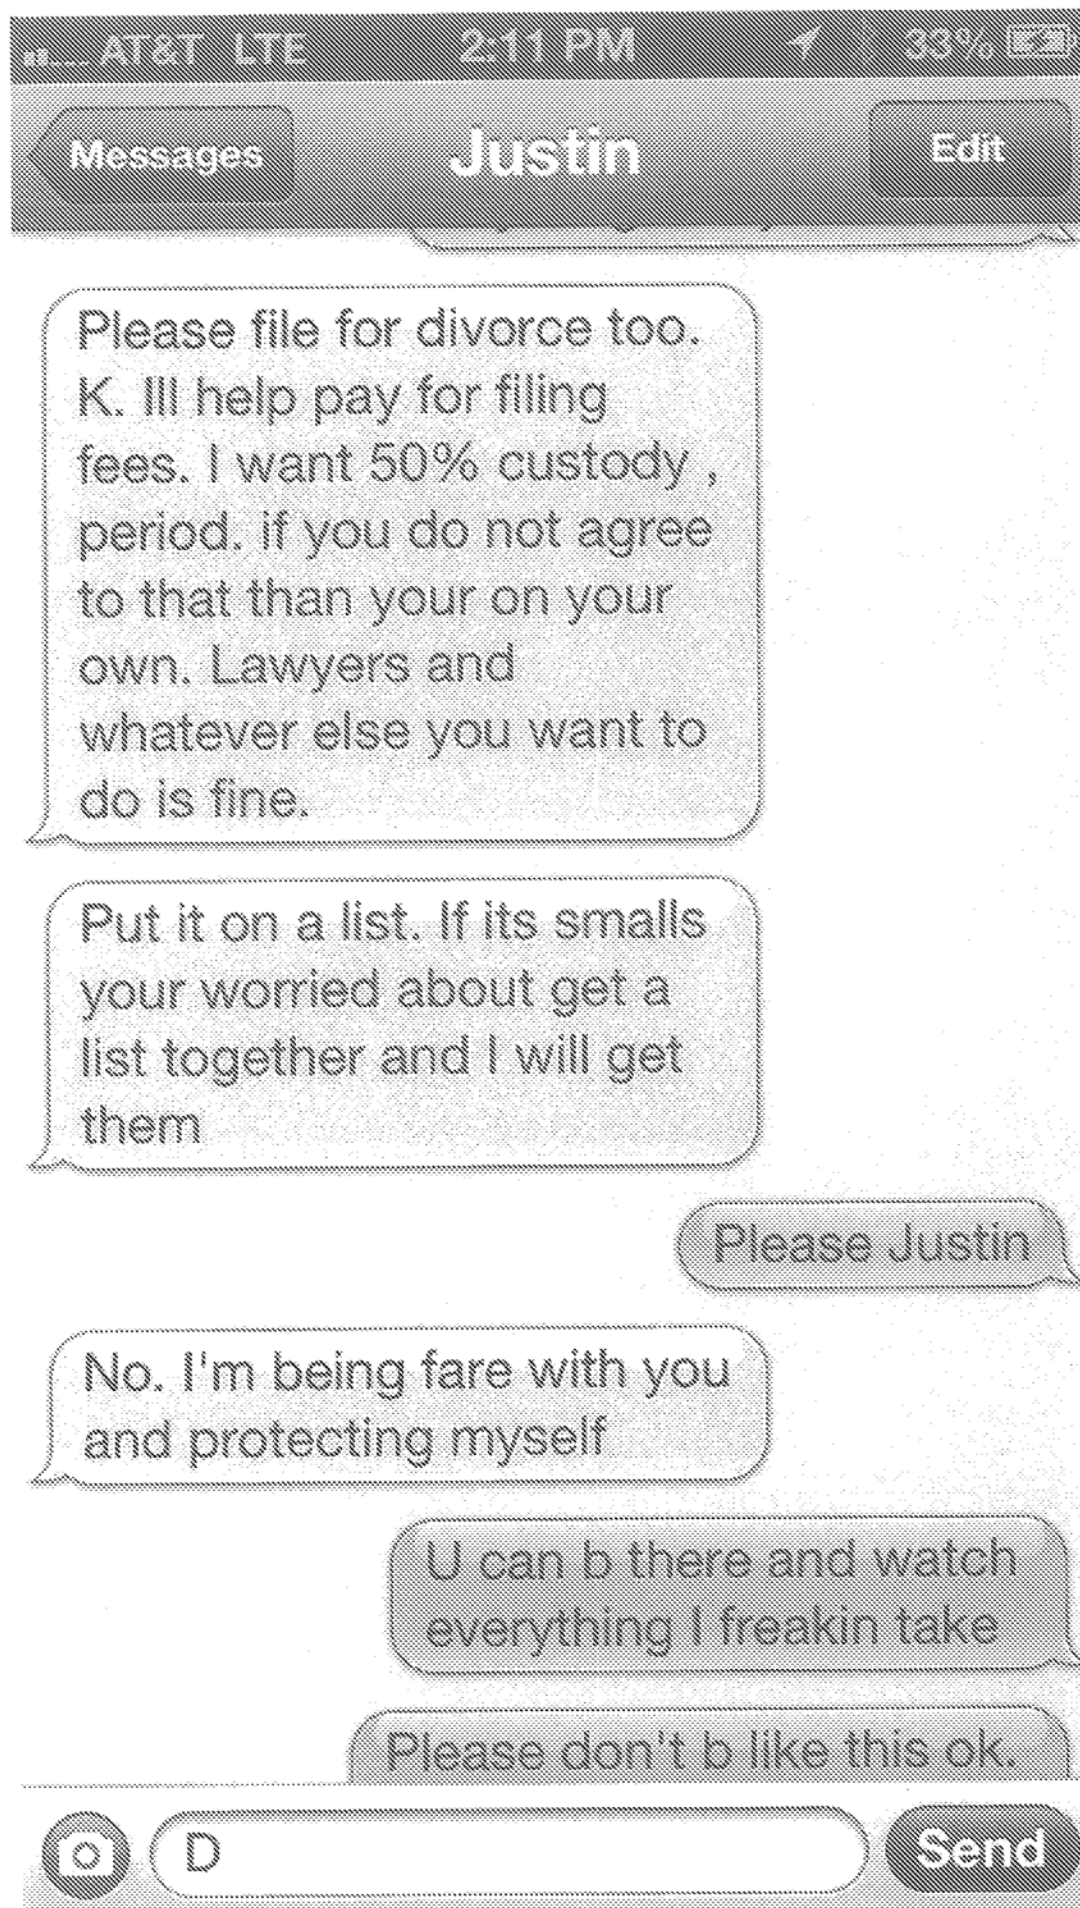 AT&T LTE 2:11 PM 33%
Messages Justin Edit
Please file for divorce too.
K. Ill help pay for filing
fees. I want 50% custody ,
period. if you do not agree
to that than your on your
own. Lawyers and
whatever else you want to
do is fine.
Put it on a list. If its smalls
your worried about get a
list together and I will get
them
Please Justin
No. I'm being fare with you
and protecting myself
U can b there and watch
everything I freakin take
Please don't b like this ok.
D
Send